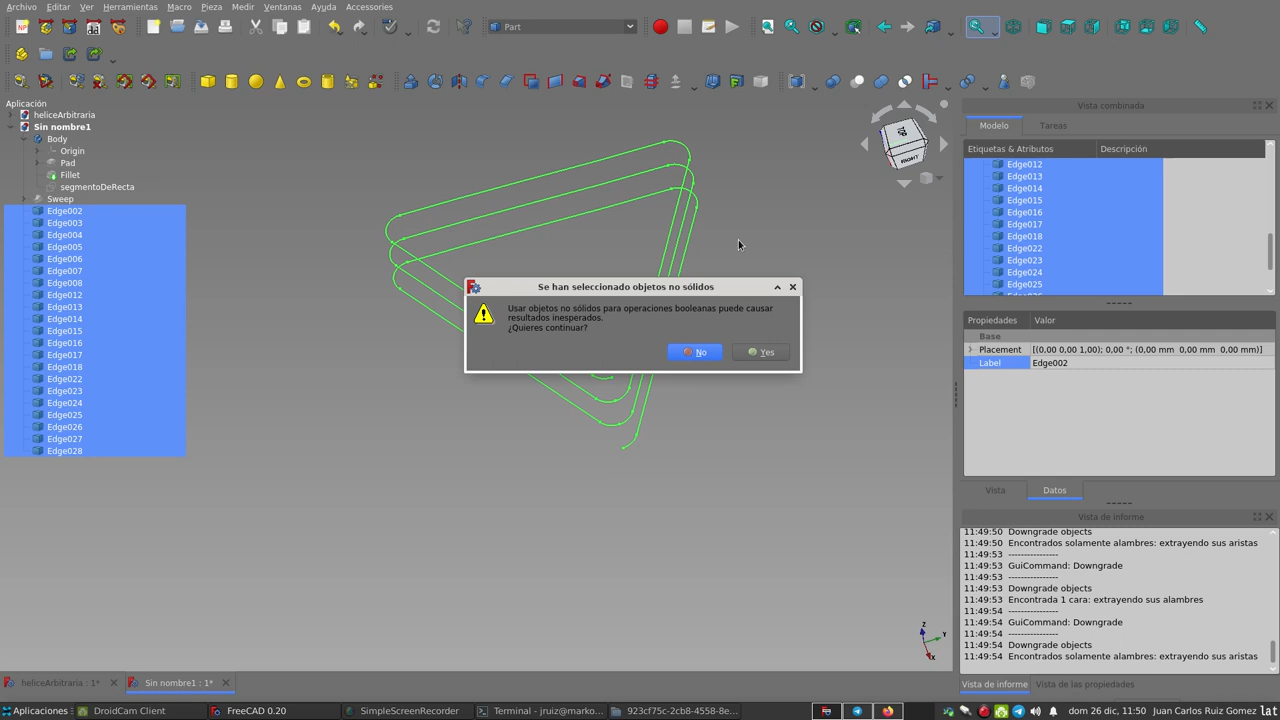 Archivo Editar Ver Herramientas Macro Pieza Medir Ventanas Ayuda Accessories
Part
Aplicación
heliceArbitraria
Sin nombre1
Body
Origin
Pad
Fillet
segmentoDeRecta
Sweep
Edge002
Edge003
Edge004
Edge005
Edge006
Edge007
Edge008
Edge012
Edge013
Edge014
Edge015
Edge016
Edge017
Edge018
Edge022
Edge023
Edge024
Edge025
Edge026
Edge027
Edge028
TOP
FRONT
Se han seleccionado objetos no sólidos
Usar objetos no sólidos para operaciones booleanas puede causar
resultados inesperados.
¿Quieres continuar?
No Yes
Z
Y
X
Vista combinada
Modelo Tareas
Etiquetas & Atributos Descripción
Edge012
Edge013
Edge014
Edge015
Edge016
Edge017
Edge018
Edge022
Edge023
Edge024
Edge025
Propiedades Valor
Base
Placement [(0,00 0,00 1,00); 0,00 °; (0,00 mm 0,00 mm 0,00 mm)]
Label Edge002
Vista Datos
Vista de informe
11:49:50 Downgrade objects
11:49:50 Encontrados solamente alambres: extrayendo sus aristas
11:49:53 ----------------
11:49:53 GuiCommand: Downgrade
11:49:53 ----------------
11:49:53 Downgrade objects
11:49:53 Encontrada 1 cara: extrayendo sus alambres
11:49:54 ----------------
11:49:54 GuiCommand: Downgrade
11:49:54 ----------------
11:49:54 Downgrade objects
11:49:54 Encontrados solamente alambres: extrayendo sus aristas
Vista de informe Vista de las propiedades
heliceArbitraria : 1* Sin nombre1 : 1*
Aplicaciones DroidCam Client FreeCAD 0.20 SimpleScreenRecorder Terminal - jruiz@marko... 923cf75c-2cb8-4558-8e... dom 26 dic, 11:50 Juan Carlos Ruiz Gomez lat